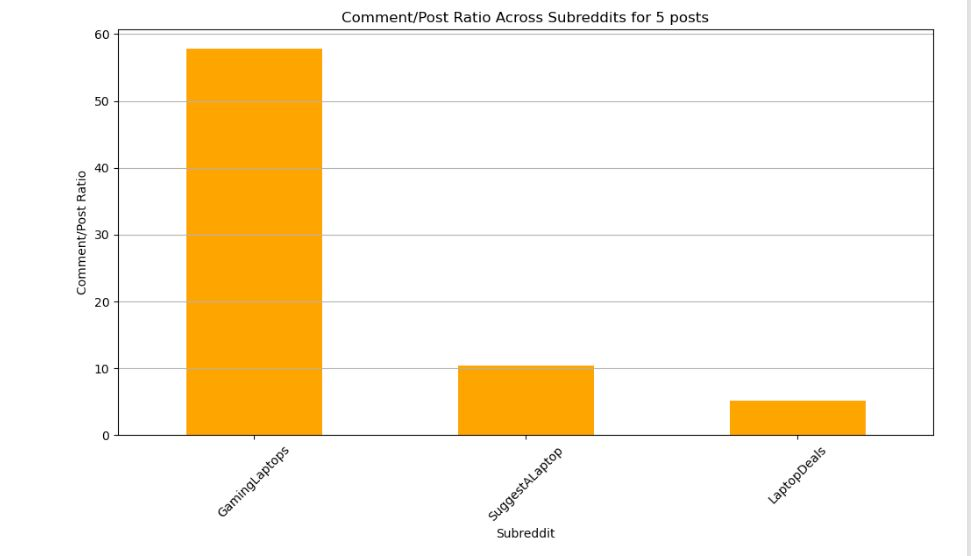 Comment/Post Ratio Across Subreddits for 5 posts
60
50
40
30
20
10
0
Comment/Post Ratio
GamingLaptops
SuggestALaptop
LaptopDeals
Subreddit